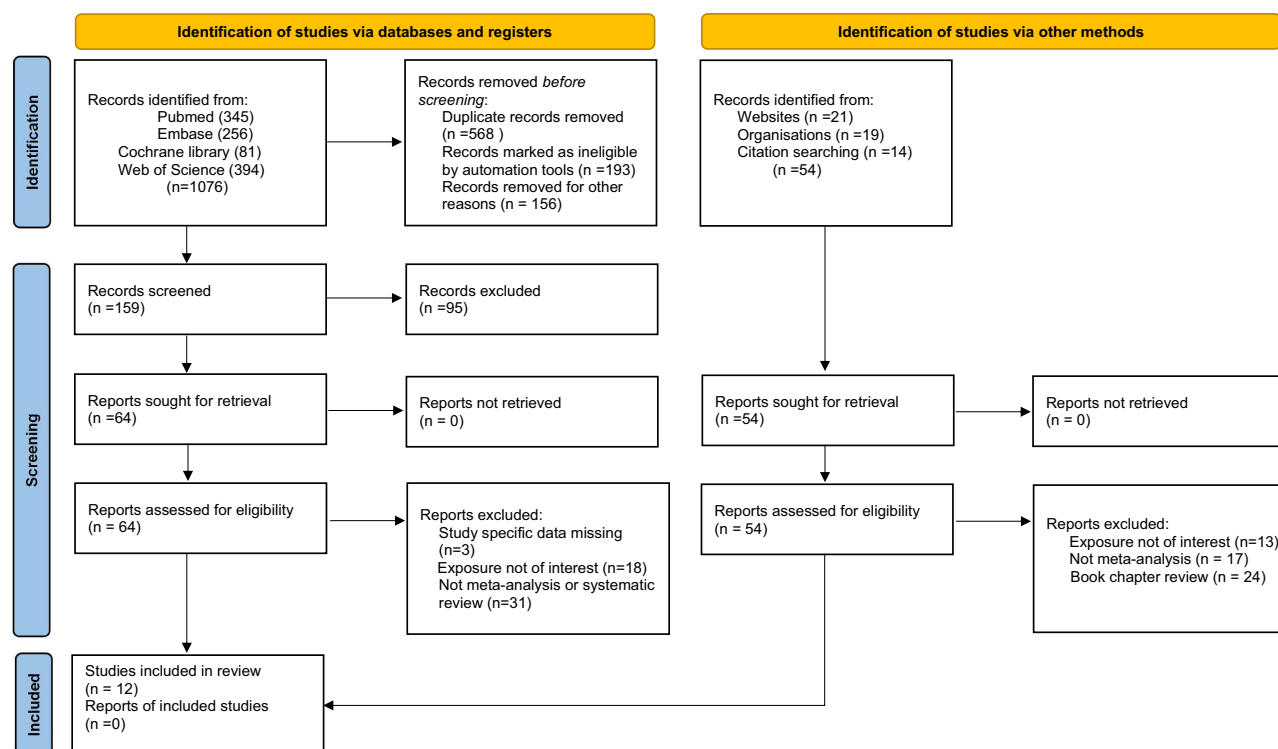 Identification of studies via databases and registers
Identification of studies via other methods
Identification
Records identified from:
Pubmed (345)
Embase (256)
Cochrane library (81)
Web of Science (394)
(n=1076)
Records removed before
screening:
Duplicate records removed
(n =568 )
Records marked as ineligible
by automation tools (n =193)
Records removed for other
reasons (n = 156)
Records identified from:
Websites (n =21)
Organisations (n =19)
Citation searching (n =14)
(n =54)
Screening
Records screened
(n =159)
Records excluded
(n =95)
Reports sought for retrieval
(n =64)
Reports not retrieved
(n = 0)
Reports sought for retrieval
(n =54)
Reports not retrieved
(n = 0)
Reports assessed for eligibility
(n = 64)
Reports excluded:
Study specific data missing
(n=3)
Exposure not of interest (n=18)
Not meta-analysis or systematic
review (n=31)
Reports assessed for eligibility
(n = 54)
Reports excluded:
Exposure not of interest (n=13)
Not meta-analysis (n = 17)
Book chapter review (n = 24)
Included
Studies included in review
(n = 12)
Reports of included studies
(n =0)